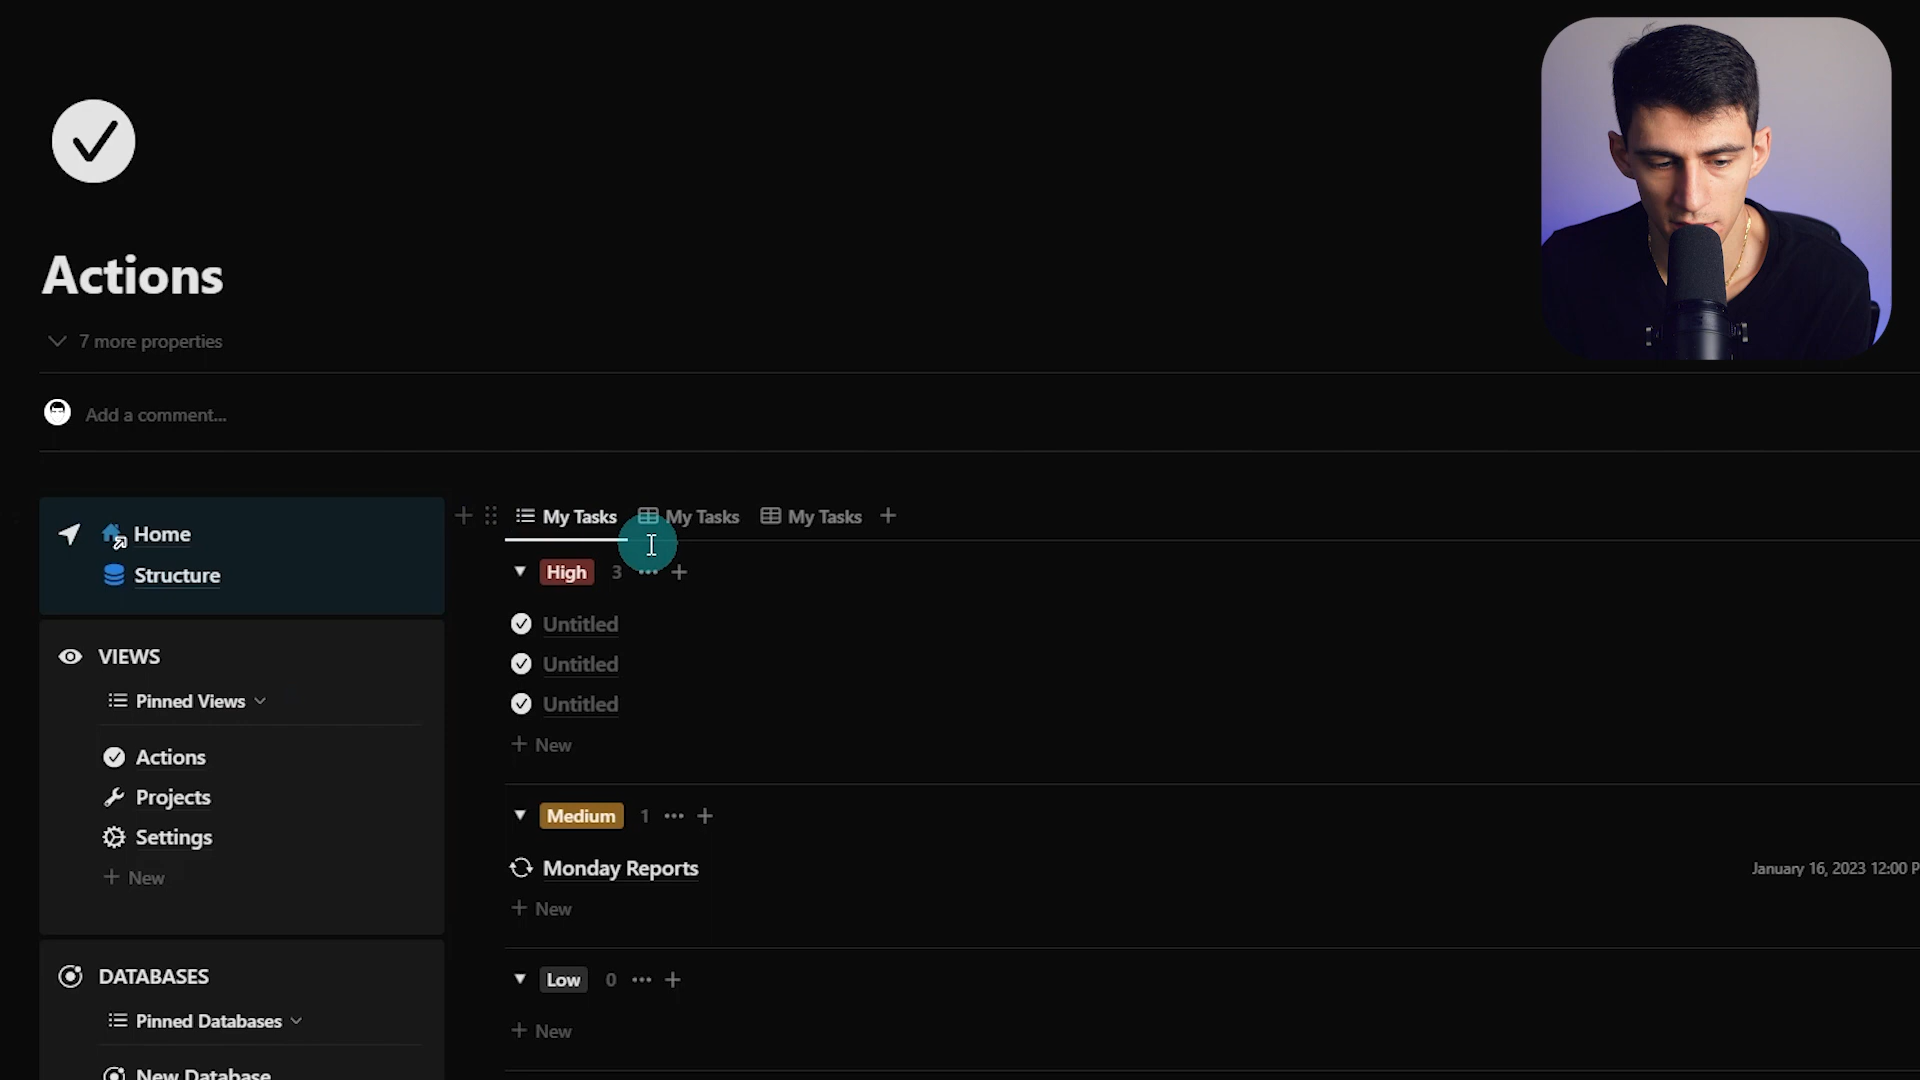 Actions
7 more properties
Add a comment...
Home
Structure
VIEWS
Pinned Views
Actions
Projects
Settings
New
DATABASES
Pinned Databases
New Database
My Tasks My Tasks My Tasks
High 3
Untitled
Untitled
Untitled
New
Medium 1
Monday Reports January 16, 2023 12:00 P
New
Low 0
New